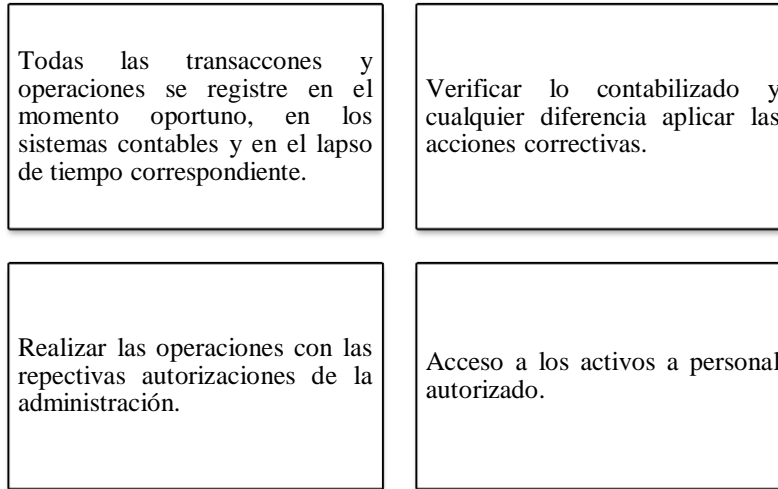 Todas las transaccones y
operaciones se registre en el
momento oportuno, en los
sistemas contables y en el lapso
de tiempo correspondiente.
Verificar lo contabilizado y
cualquier diferencia aplicar las
acciones correctivas.
Realizar las operaciones con las
repectivas autorizaciones de la
administración.
Acceso a los activos a personal
autorizado.